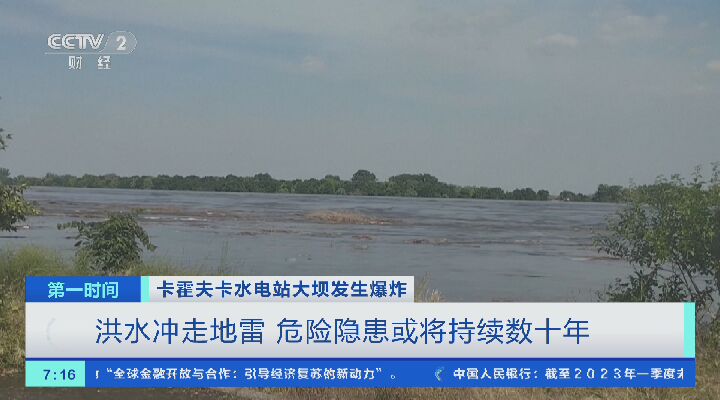 CCTV 2
财 经
第一时间
卡霍夫卡水电站大坝发生爆炸
洪水冲走地雷 危险隐患或将持续数十年
7:16
"全球金融开放与合作：引导经济复苏的新动力"。
中国人民银行：截至2023年一季度